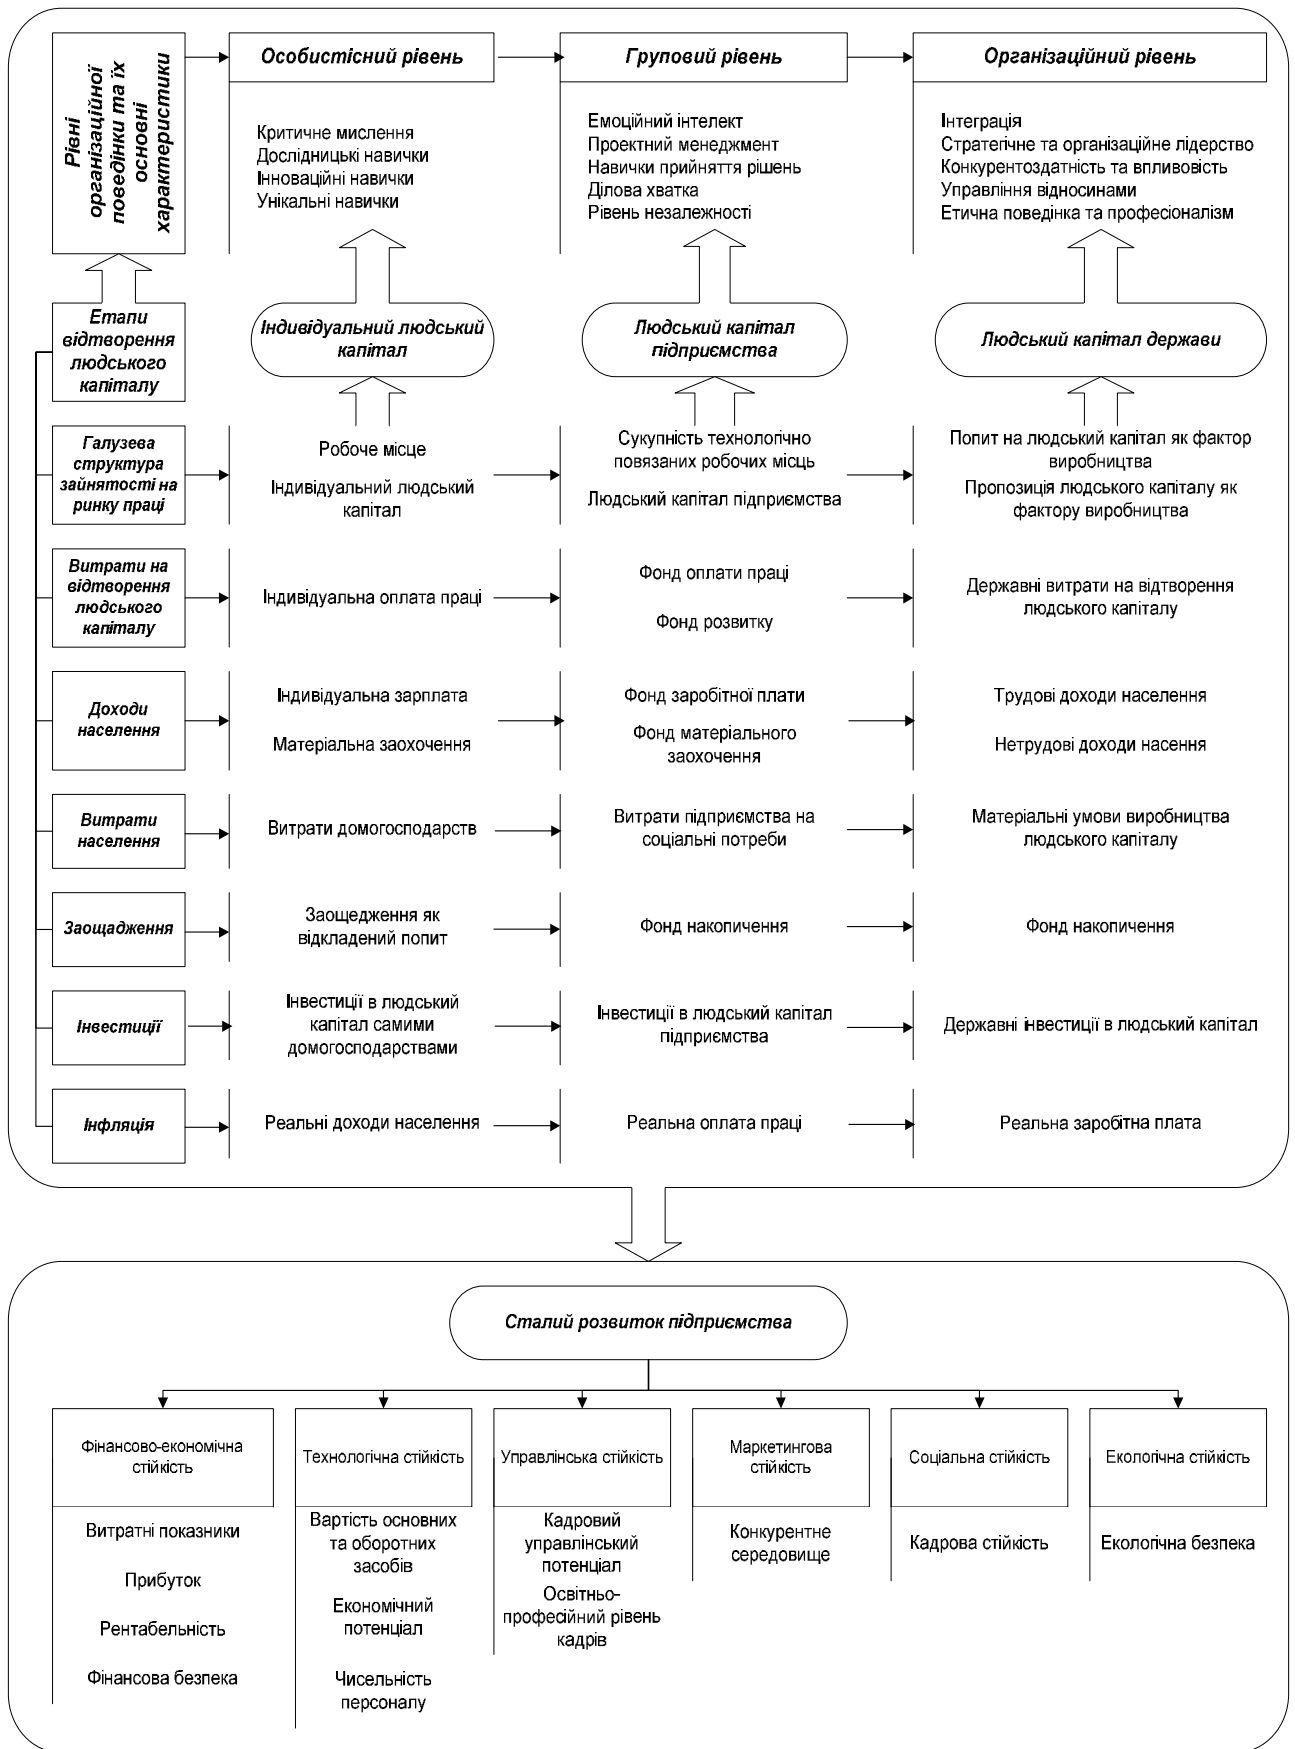 Рівні
організаційної
поведінки та їх
основні
характеристики
Особистісний рівень
Груповий рівень
Організаційний рівень
Критичне мислення
Дослідницькі навички
Інноваційні навички
Унікальні навички
Емоційний інтелект
Проектний менеджмент
Навички прийняття рішень
Ділова хватка
Рівень незалежності
Інтеграція
Стратегічне та організаційне лідерство
Конкурентоздатність та впливовість
Управління відносинами
Етична поведінка та професіоналізм
Етапи
відтворення
людського
капіталу
Індивідуальний людський
капітал
Людський капітал
підприємства
Людський капітал держави
Галузева
структура
зайнятості на
ринку праці
Робоче місце
Індивідуальний людський
капітал
Сукупність технологічно
повязаних робочих місць
Людський капітал підприємства
Попит на людський капітал як фактор
виробництва
Пропозиція людського капіталу як
фактору виробництва
Витрати на
відтворення
людського
капіталу
Індивідуальна оплата праці
Фонд оплати праці
Фонд розвитку
Державні витрати на відтворення
людського капіталу
Доходи
населення
Індивідуальна зарплата
Матеріальна заохочення
Фонд заробітної плати
Фонд матеріального
заохочення
Трудові доходи населення
Нетрудові доходи насення
Витрати
населення
Витрати домогосподарств
Витрати підприємства на
соціальні потреби
Матеріальні умови виробництва
людського капіталу
Заощадження
Заощедження як
відкладений попит
Фонд накопичення
Фонд накопичення
Інвестиції
Інвестиції в людський
капітал самими
домогосподарствами
Інвестиції в людський капітал
підприємства
Державні інвестиції в людський капітал
Інфляція
Реальні доходи населення
Реальна оплата праці
Реальна заробітна плата
Сталий розвиток підприємства
Фінансово-економічна
стійкість
Технологічна стійкість
Управлінська стійкість
Маркетингова
стійкість
Соціальна стійкість
Екологічна стійкість
Витратні показники
Прибуток
Рентабельність
Фінансова безпека
Вартість основних
та оборотних
засобів
Економічний
потенціал
Чисельність
персоналу
Кадровий
управлінський
потенціал
Освітньо-
професійний рівень
кадрів
Конкурентне
середовище
Кадрова стійкість
Екологічна безпека